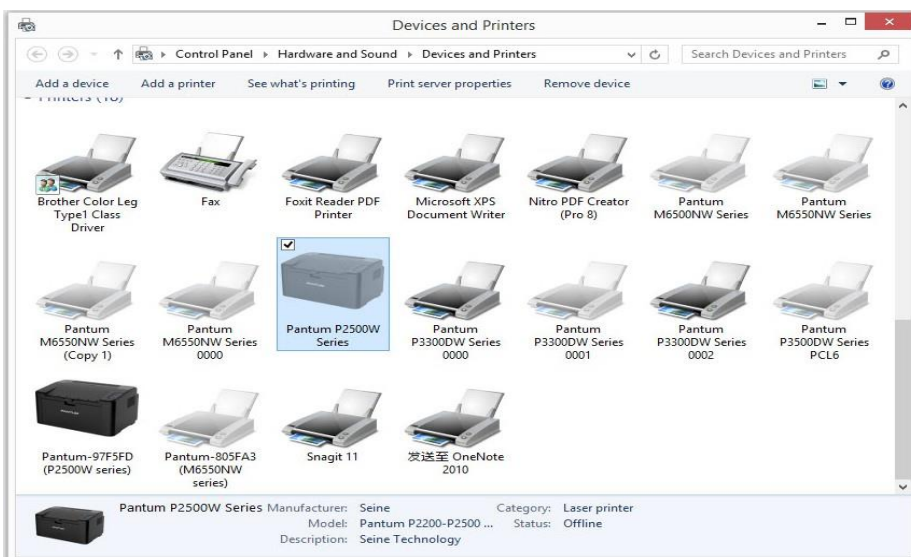 Devices and Printers
Control Panel Hardware and Sound Devices and Printers
Search Devices and Printers
Add a device Add a printer See what's printing Print server properties Remove device
Brother Color Leg Type1 Class Driver
Fax
Foxit Reader PDF Printer
Microsoft XPS Document Writer
Nitro PDF Creator (Pro 8)
Pantum M6500NW Series
Pantum M6550NW Series
Pantum M6550NW Series (Copy 1)
Pantum M6550NW Series 0000
Pantum P2500W Series
Pantum P3300DW Series 0000
Pantum P3300DW Series 0001
Pantum P3300DW Series 0002
Pantum P3500DW Series PCL6
Pantum-97F5FD (P2500W series)
Pantum-805FA3 (M6550NW series)
Snagit 11
发送至 OneNote 2010
Pantum P2500W Series Manufacturer: Seine Category: Laser printer
Model: Pantum P2200-P2500 ... Status: Offline
Description: Seine Technology